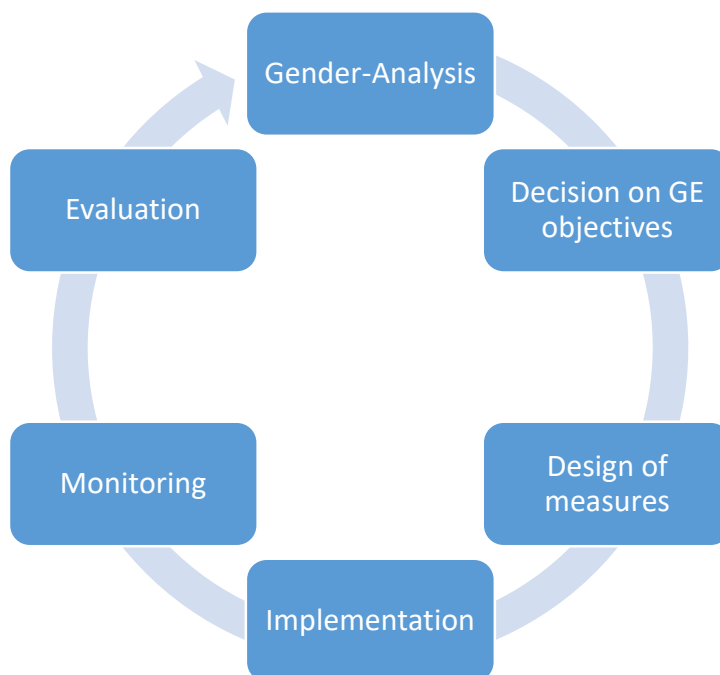 Gender-Analysis
Decision on GE
objectives
Design of
measures
Implementation
Monitoring
Evaluation